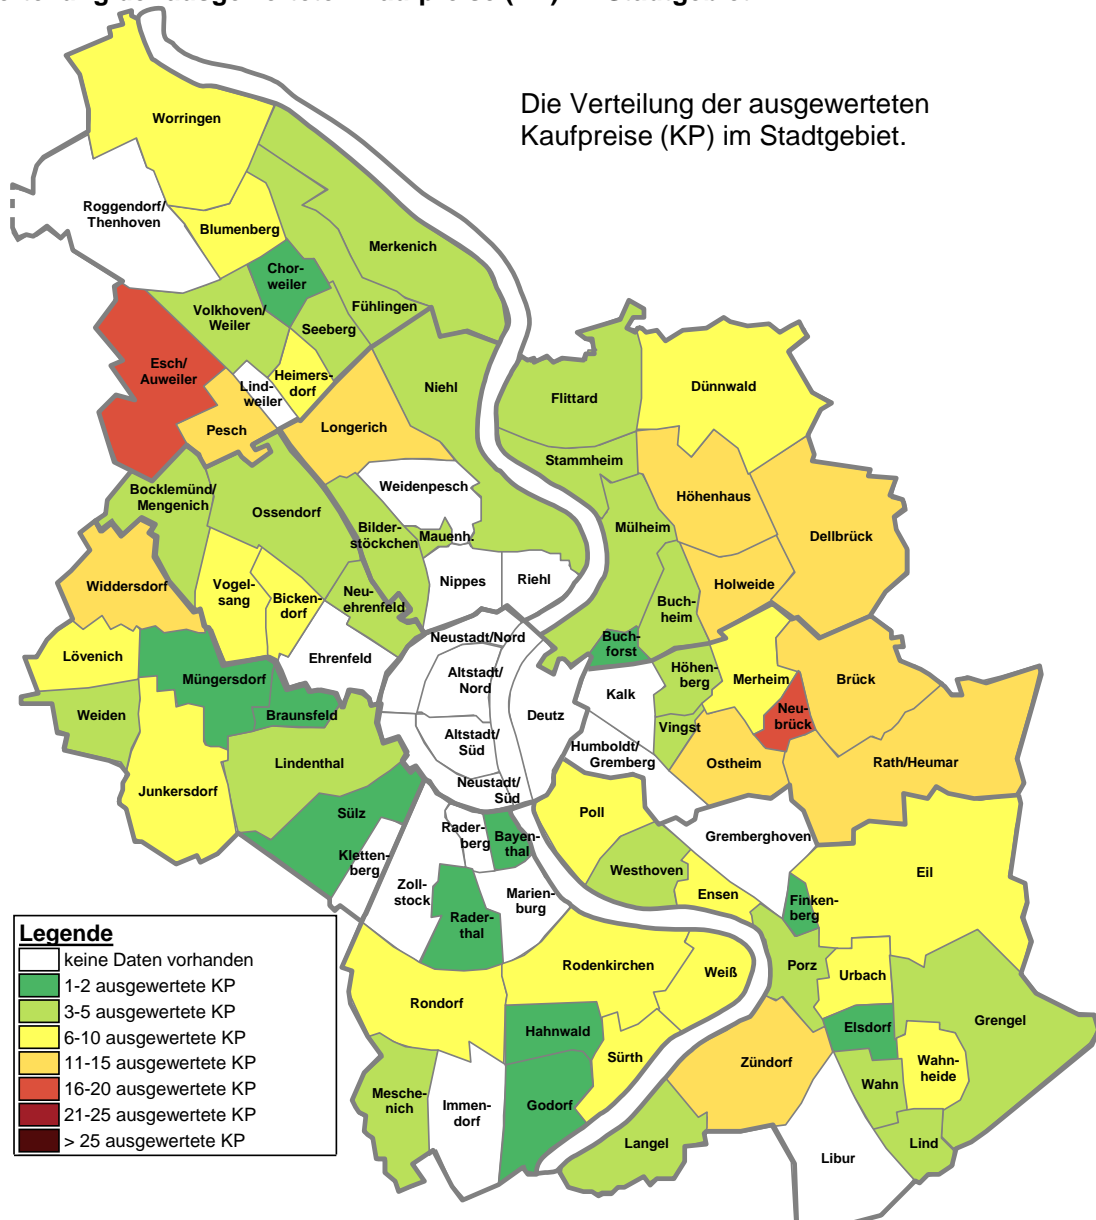 Die Verteilung der ausgewerteten
Kaufpreise (KP) im Stadtgebiet.
Worringen
Roggendorf/
Thenhoven
Blumenberg
Merkenich
Chor-
weiler
Volkhoven/
Weiler
Fühlingen
Seeberg
Esch/
Auweiler
Heimers-
dorf
Lind-
weiler
Niehl
Pesch
Longerich
Flittard
Dünnwald
Stammheim
Weidenpesch
Höhenhaus
Bocklemünd/
Mengenich
Ossendorf
Bilder-
stöckchen
Mauenh.
Mülheim
Dellbrück
Widdersdorf
Vogel-
sang
Bicken-
dorf
Neu-
ehrenfeld
Nippes
Riehl
Holweide
Buch-
heim
Neustadt/Nord
Buch-
forst
Lövenich
Ehrenfeld
Altstadt/
Nord
Höhen-
berg
Merheim
Brück
Müngersdorf
Kalk
Weiden
Braunsfeld
Deutz
Vingst
Neu-
brück
Altstadt/
Süd
Humboldt/
Gremberg
Ostheim
Rath/Heumar
Lindenthal
Junkersdorf
Neustadt/
Süd
Sülz
Poll
Rader-
berg
Bayen-
thal
Gremberghoven
Kletten-
berg
Westhoven
Eil
Zoll-
stock
Marien-
burg
Ensen
Finken-
berg
Rader-
thal
Rodenkirchen
Weiß
Porz
Urbach
Rondorf
Hahnwald
Elsdorf
Grengel
Sürth
Zündorf
Wahn-
heide
Wahn
Mesche-
nich
Immen-
dorf
Godorf
Langel
Lind
Libur
Legende
keine Daten vorhanden
1-2 ausgewertete KP
3-5 ausgewertete KP
6-10 ausgewertete KP
11-15 ausgewertete KP
16-20 ausgewertete KP
21-25 ausgewertete KP
> 25 ausgewertete KP